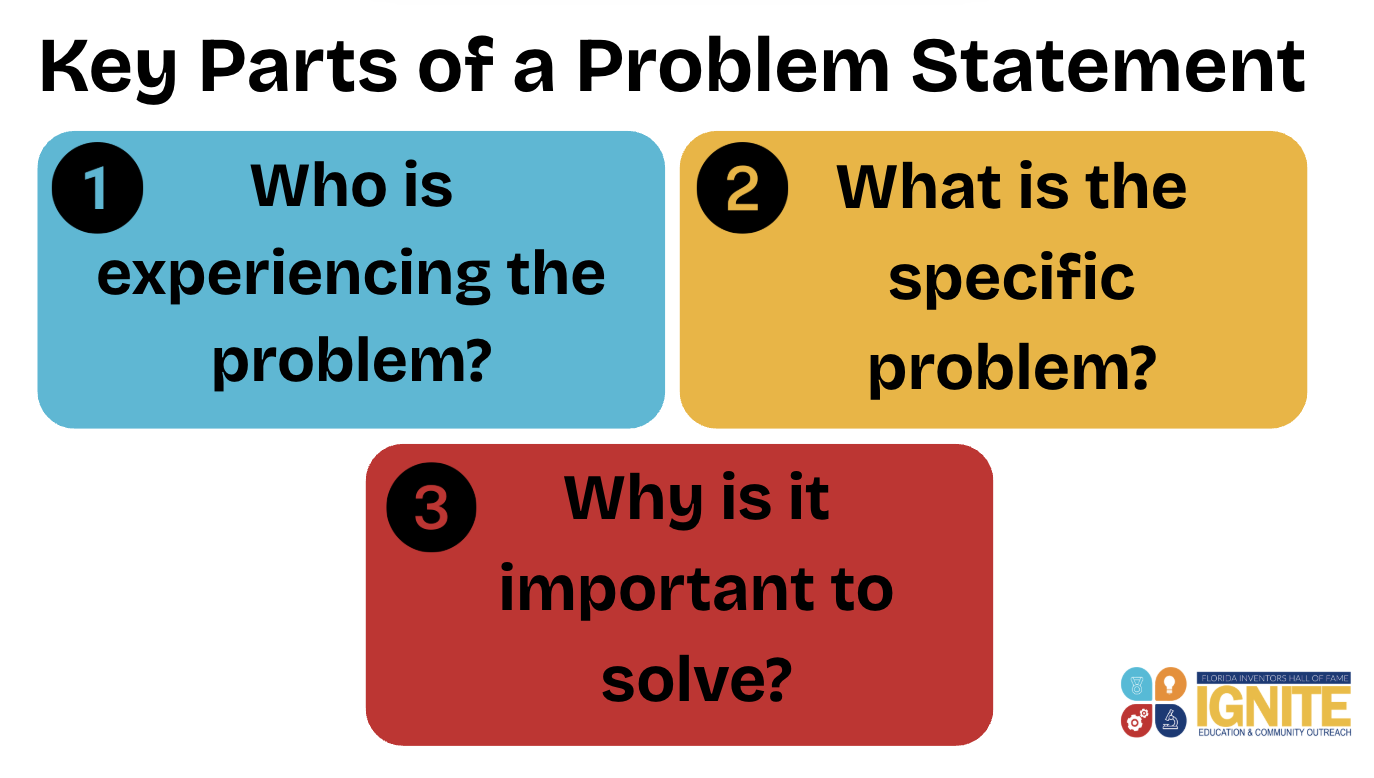 Key Parts of a Problem Statement
1
Who is
experiencing the
problem?
2
What is the
specific
problem?
3
Why is it
important to
solve?
FLORIDA INVENTORS HALL OF FAME
IGNITE
EDUCATION & COMMUNITY OUTREACH